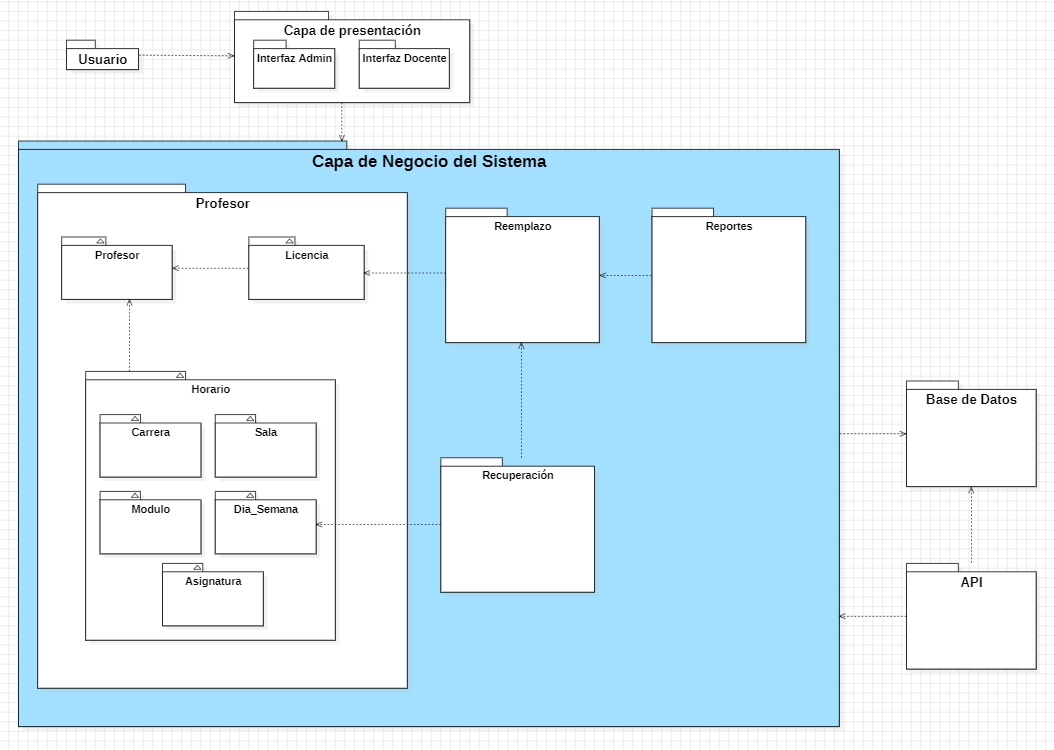 Capa de presentación
Usuario
Interfaz Admin
Interfaz Docente
Capa de Negocio del Sistema
Profesor
Reemplazo
Reportes
Profesor
Licencia
Horario
Carrera
Sala
Modulo
Dia_Semana
Asignatura
Recuperación
Base de Datos
API